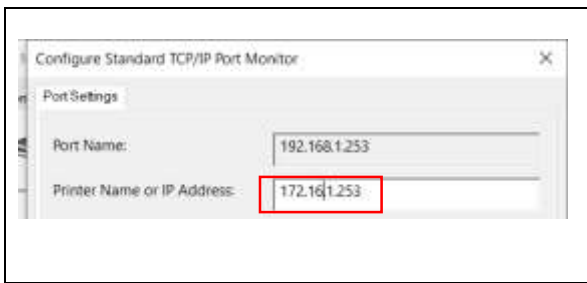 Configure Standard TCP/IP Port Monitor
Port Settings
Port Name: 192.168.1.253
Printer Name or IP Address: 172.16.1.253